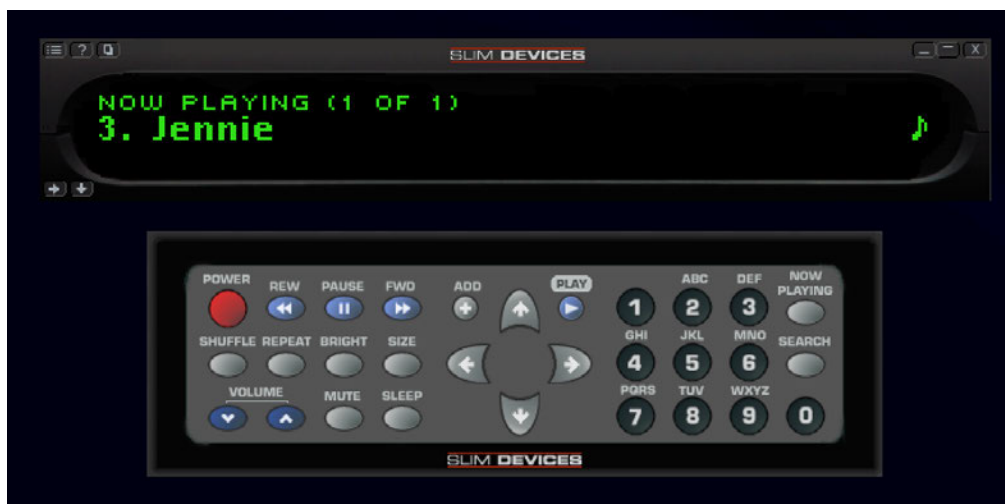 SLIM DEVICES
NOW PLAYING (1 OF 1)
3. Jennie
POWER REW PAUSE FWD ADD PLAY ABC DEF NOW PLAYING
1 2 3
SHUFFLE REPEAT BRIGHT SIZE GHI JKL MNO SEARCH
4 5 6
VOLUME MUTE SLEEP PQRS TUV WXYZ
7 8 9 0
SLIM DEVICES